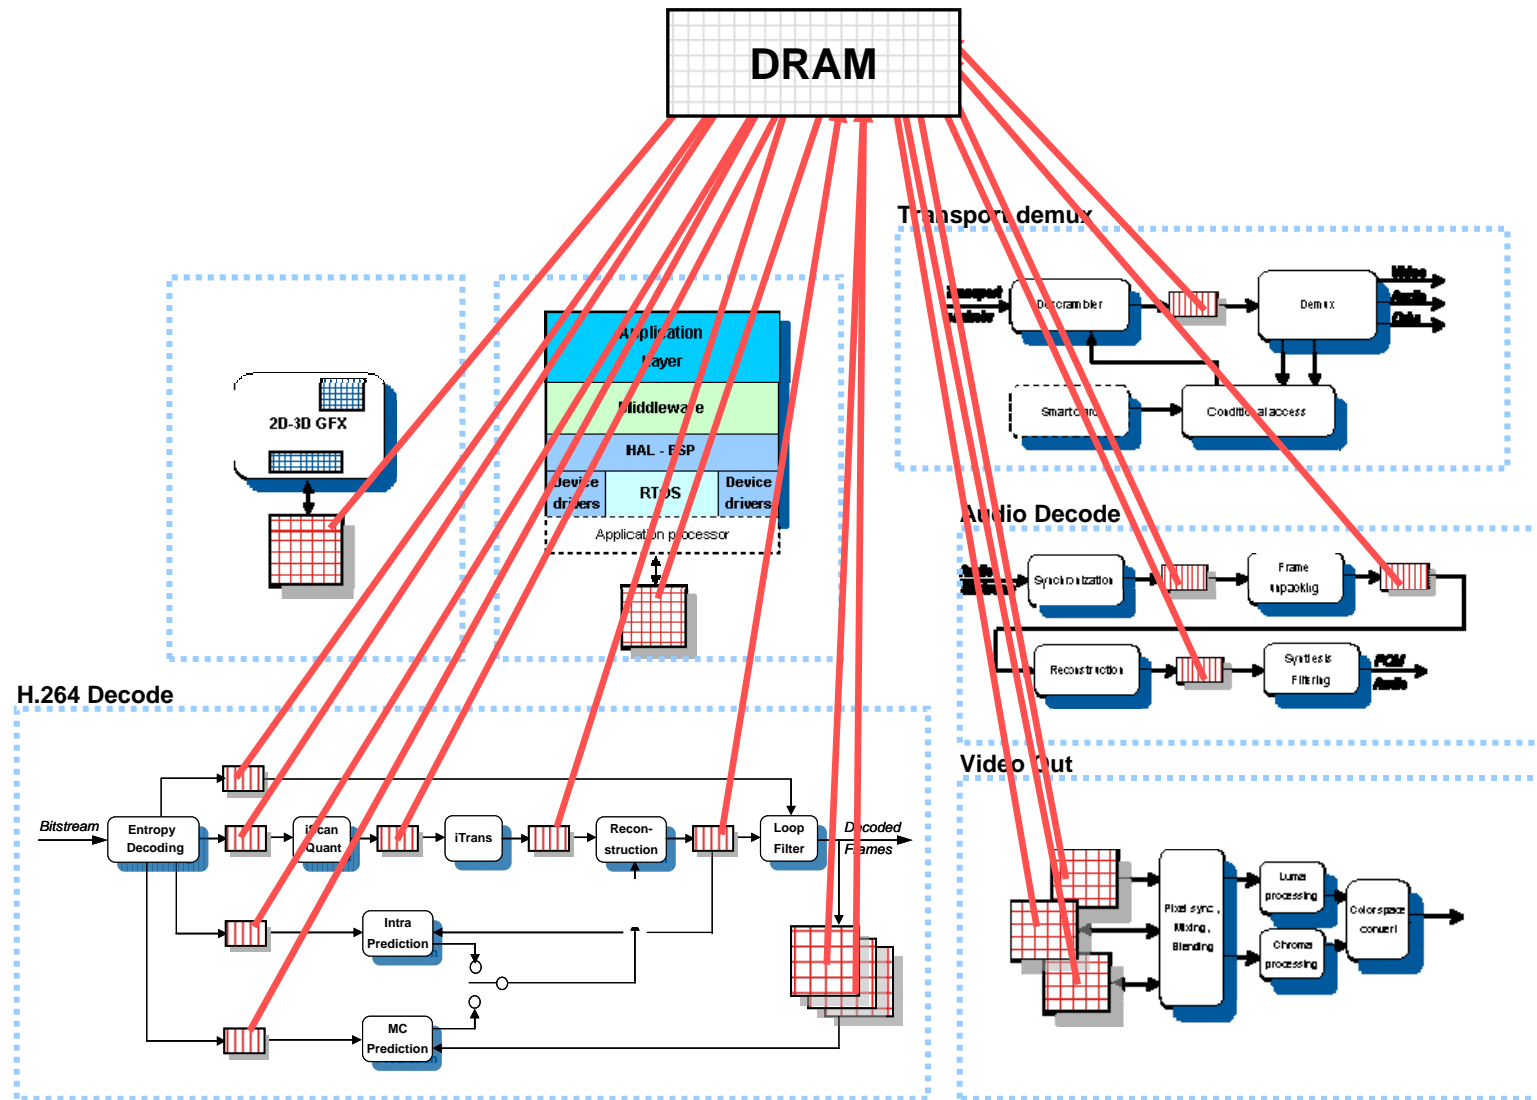 DRAM
Transport demux
Descrambler
Demux
Video
Audio
Smartcard
Conditional access
Application
Layer
Middleware
HAL - BSP
Device
drivers
RTOS
Device
drivers
Application processor
2D-3D GFX
Audio Decode
Synchronization
Frame
unpacking
Reconstruction
Synthesis
Filtering
PCM
Audio
H.264 Decode
Bitstream
Entropy
Decoding
iScan
iQuant
iTrans
Recon-
struction
Loop
Filter
Decoded
Frames
Intra
Prediction
MC
Prediction
Video Out
Pixel sync,
Mixing,
Blending
Luma
processing
Chroma
processing
Color space
convert